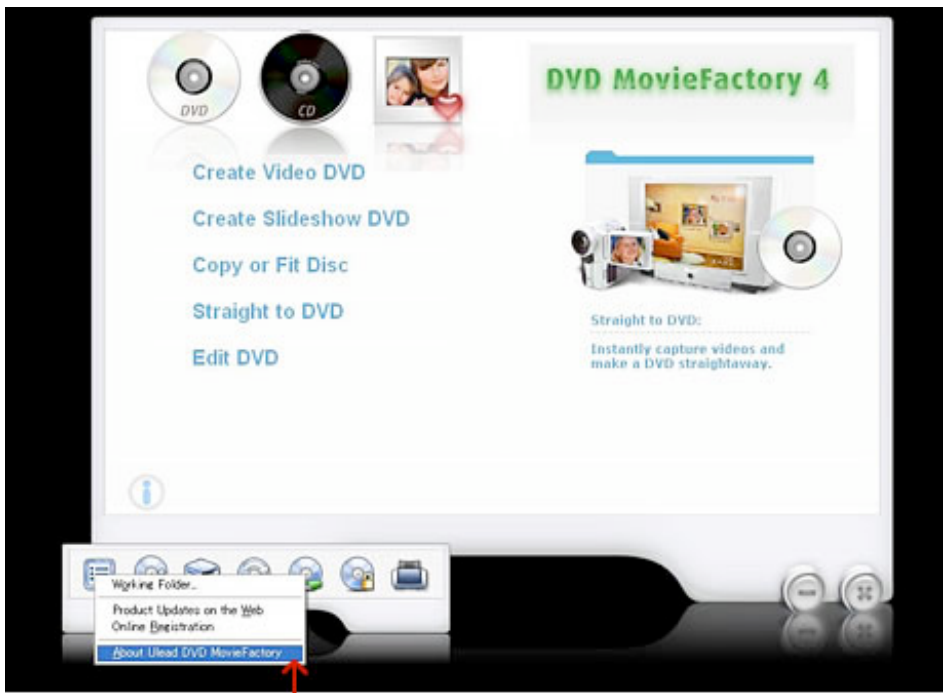 DVD
CD
DVD MovieFactory 4
Create Video DVD
Create Slideshow DVD
Copy or Fit Disc
Straight to DVD
Edit DVD
Straight to DVD:
Instantly capture videos and
make a DVD straightaway.
Working Folder...
Product Updates on the Web
Online Registration
About Ulead DVD MovieFactory